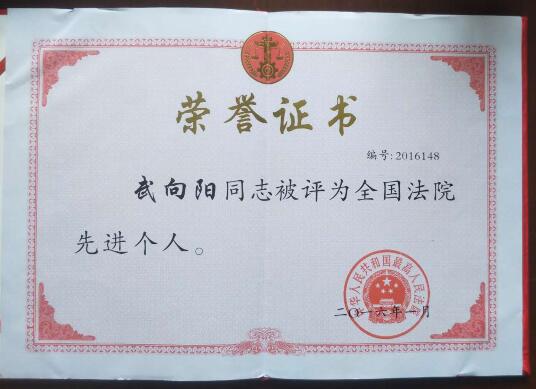 荣誉证书
编号:2016148
武向阳同志被评为全国法院
先进个人。
中华人民共和国最高人民法院
二〇一六年一月